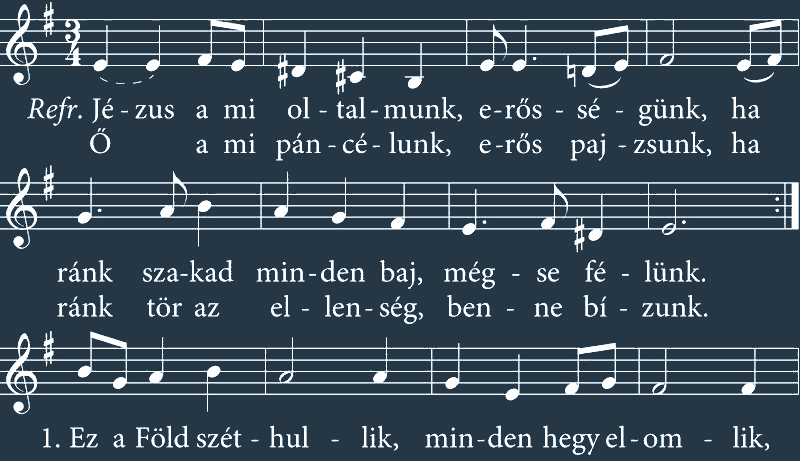 3
4
Refr. Jé - zus a mi ol - tal - munk, e - rős - sé - günk, ha
Ő a mi pán - cé - lunk, e - rős paj - zsunk, ha
ránk sza - kad min - den baj, még - se fé - lünk.
ránk tör az el - len - ség, ben - ne bí - zunk.
1. Ez a Föld szét - hul - lik, min - den hegy el - om - lik,